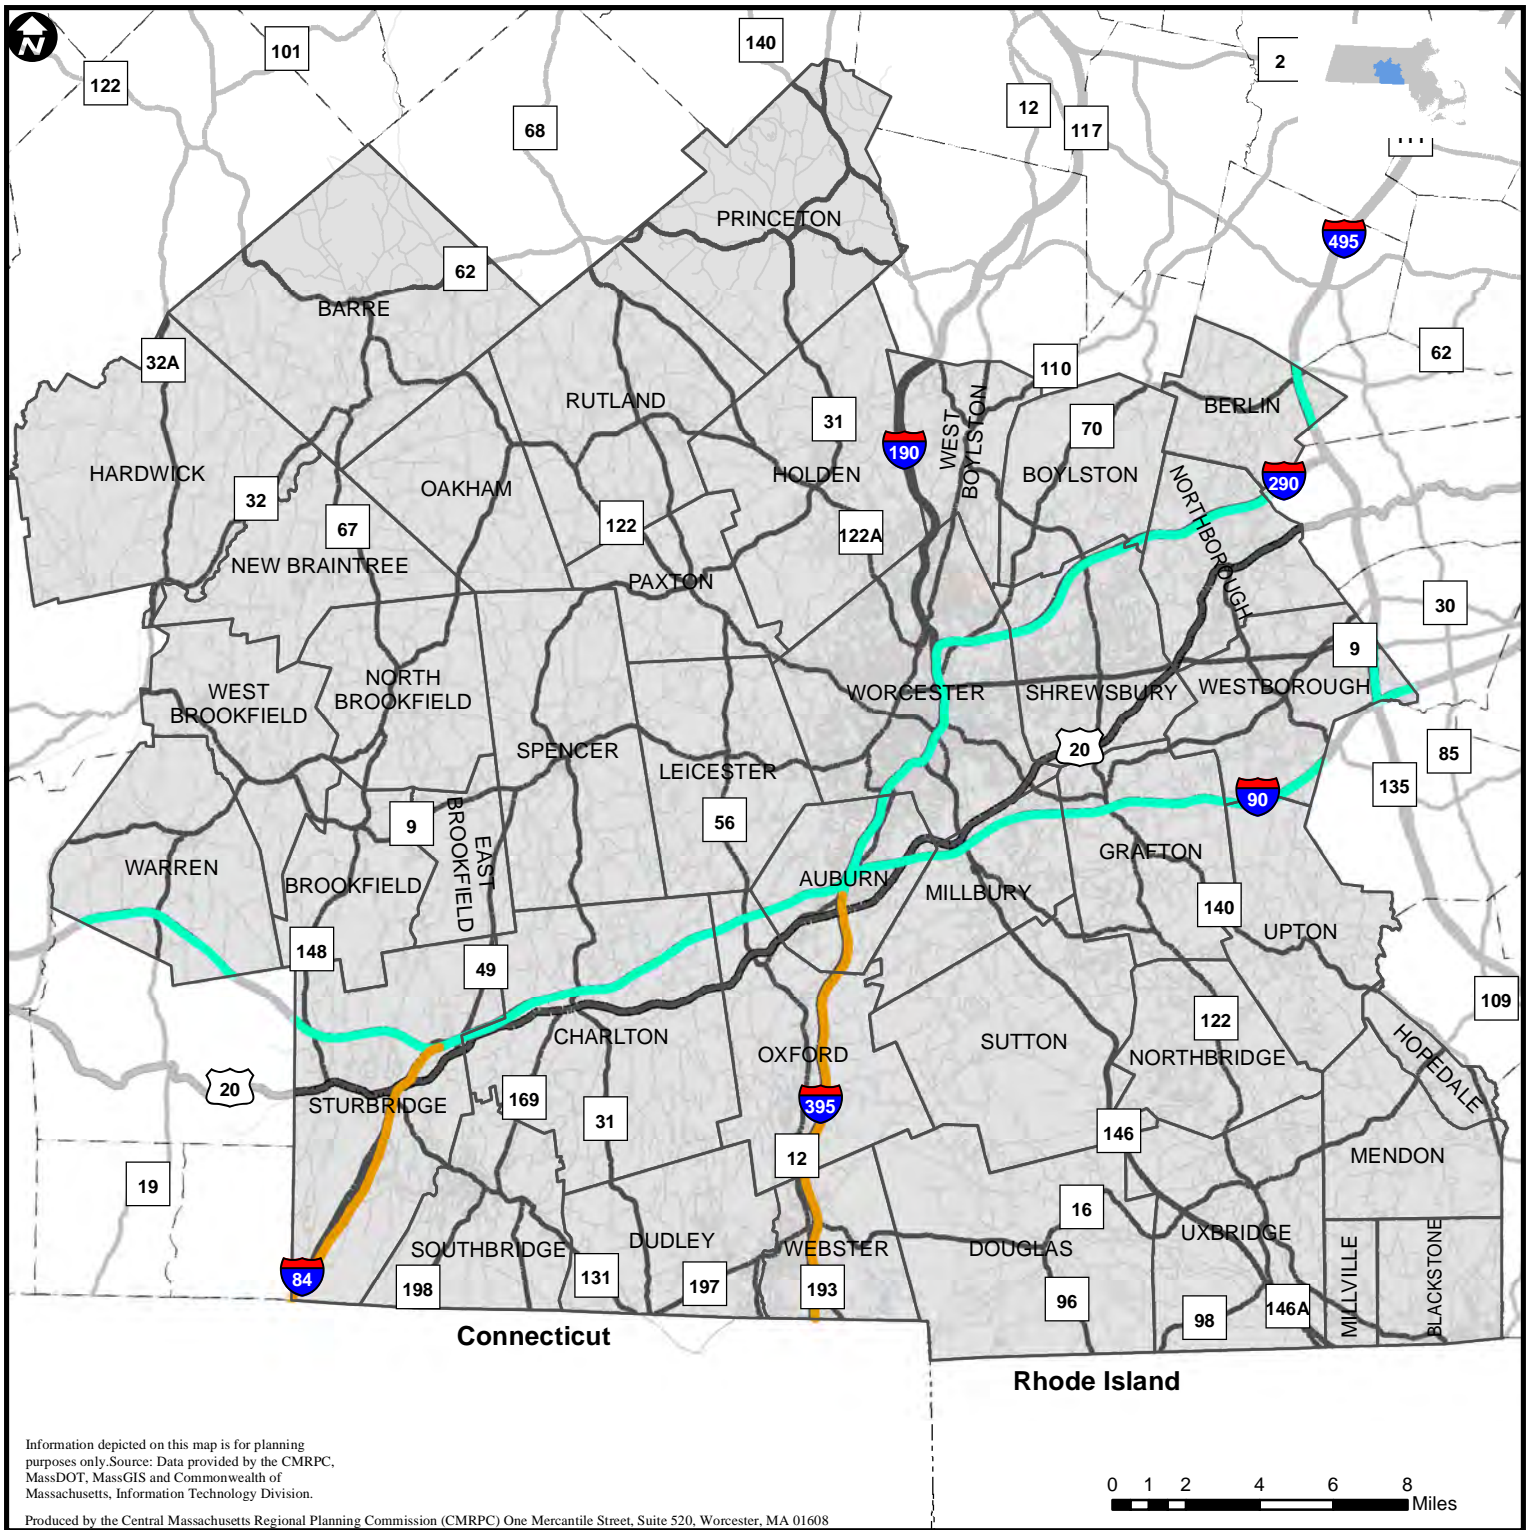 140
101
2
122
12
117
68
PRINCETON
495
62
BARRE
62
32A
110
BERLIN
RUTLAND
31
70
WEST
BOYLSTON
190
HARDWICK
HOLDEN
BOYLSTON
290
OAKHAM
32
67
122
122A
NORTHBOROUGH
NEW BRAINTREE
PAXTON
30
9
NORTH
BROOKFIELD
WEST
BROOKFIELD
WORCESTER
SHREWSBURY
WESTBOROUGH
20
SPENCER
LEICESTER
85
135
90
9
EAST
BROOKFIELD
56
WARREN
BROOKFIELD
AUBURN
MILLBURY
GRAFTON
140
UPTON
148
49
109
122
CHARLTON
OXFORD
SUTTON
NORTHBRIDGE
HOPEDALE
20
STURBRIDGE
169
31
395
146
12
MENDON
19
16
SOUTHBRIDGE
DUDLEY
WEBSTER
DOUGLAS
UXBRIDGE
MILLVILLE
BLACKSTONE
84
198
131
197
193
96
98
146A
Connecticut
Rhode Island
Information depicted on this map is for planning
purposes only.Source: Data provided by the CMRPC,
MassDOT, MassGIS and Commonwealth of
Massachusetts, Information Technology Division.
Produced by the Central Massachusetts Regional Planning Commission (CMRPC) One Mercantile Street, Suite 520, Worcester, MA 01608
0 1 2 4 6 8
Miles
N